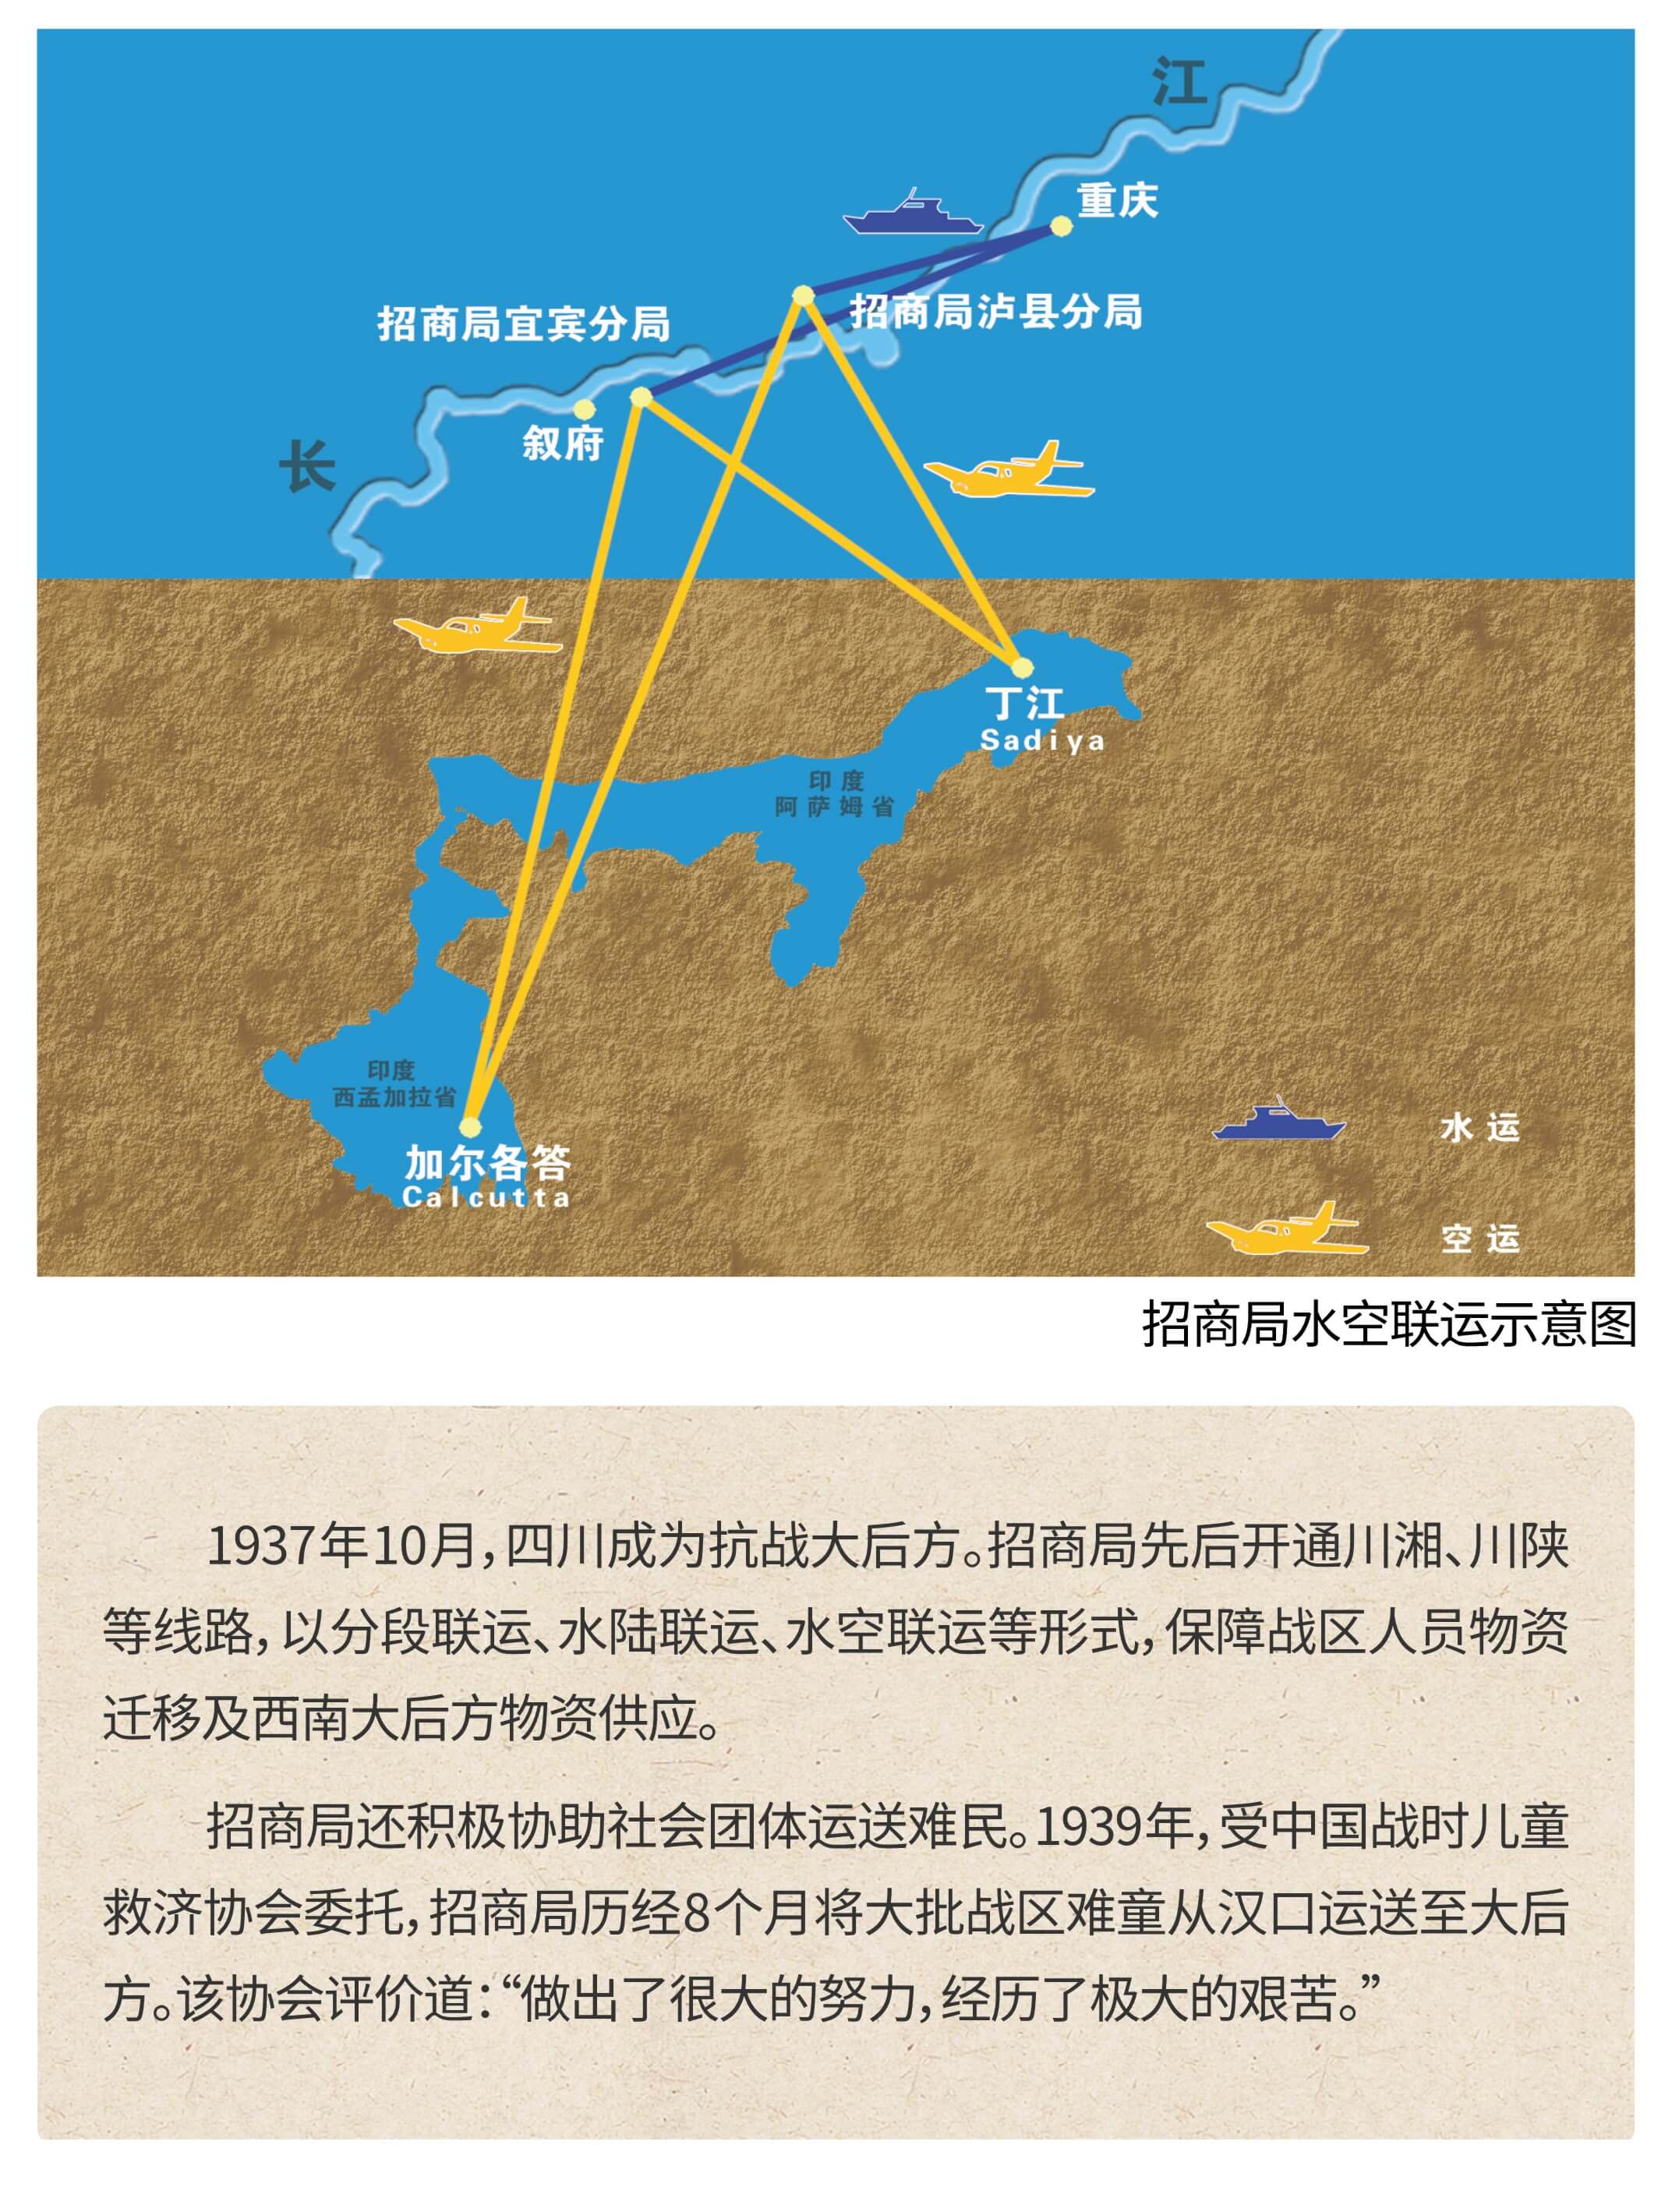 江
重庆
招商局宜宾分局
招商局泸县分局
叙府
长
丁江
Sadiya
印度
阿萨姆省
印度
西孟加拉省
加尔各答
Calcutta
水运
空运
招商局水空联运示意图
1937年10月，四川成为抗战大后方。招商局先后开通川湘、川陕
等线路，以分段联运、水陆联运、水空联运等形式，保障战区人员物资
迁移及西南大后方物资供应。
招商局还积极协助社会团体运送难民。1939年，受中国战时儿童
救济协会委托，招商局历经8个月将大批战区难童从汉口运送至大后
方。该协会评价道：“做出了很大的努力，经历了极大的艰苦。”